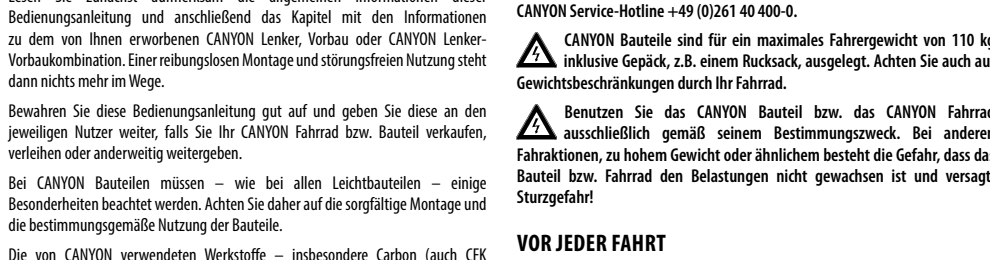 Lesen Sie zunächst aufmerksam die allgemeinen Informationen dieser
Bedienungsanleitung und anschließend das Kapitel mit den Informationen
zu dem von Ihnen erworbenen CANYON Lenker, Vorbau oder CANYON Lenker-
Vorbaukombination. Einer reibungslosen Montage und störungsfreien Nutzung steht
dann nichts mehr im Wege.
Bewahren Sie diese Bedienungsanleitung gut auf und geben Sie diese an den
jeweiligen Nutzer weiter, falls Sie Ihr CANYON Fahrrad bzw. Bauteil verkaufen,
verleihen oder anderweitig weitergeben.
Bei CANYON Bauteilen müssen – wie bei allen Leichtbauteilen – einige
Besonderheiten beachtet werden. Achten Sie daher auf die sorgfältige Montage und
die bestimmungsgemäße Nutzung der Bauteile.
Die von CANYON verwendeten Werkstoffe – insbesondere Carbon (auch CFK
CANYON Service-Hotline +49 (0)261 40 400-0.
CANYON Bauteile sind für ein maximales Fahrergewicht von 110 kg
inklusive Gepäck, z.B. einem Rucksack, ausgelegt. Achten Sie auch au
Gewichtsbeschränkungen durch Ihr Fahrrad.
Benutzen Sie das CANYON Bauteil bzw. das CANYON Fahrrad
ausschließlich gemäß seinem Bestimmungszweck. Bei anderen
Fahraktionen, zu hohem Gewicht oder ähnlichem besteht die Gefahr, dass das
Bauteil bzw. Fahrrad den Belastungen nicht gewachsen ist und versagt.
Sturzgefahr!
VOR JEDER FAHRT